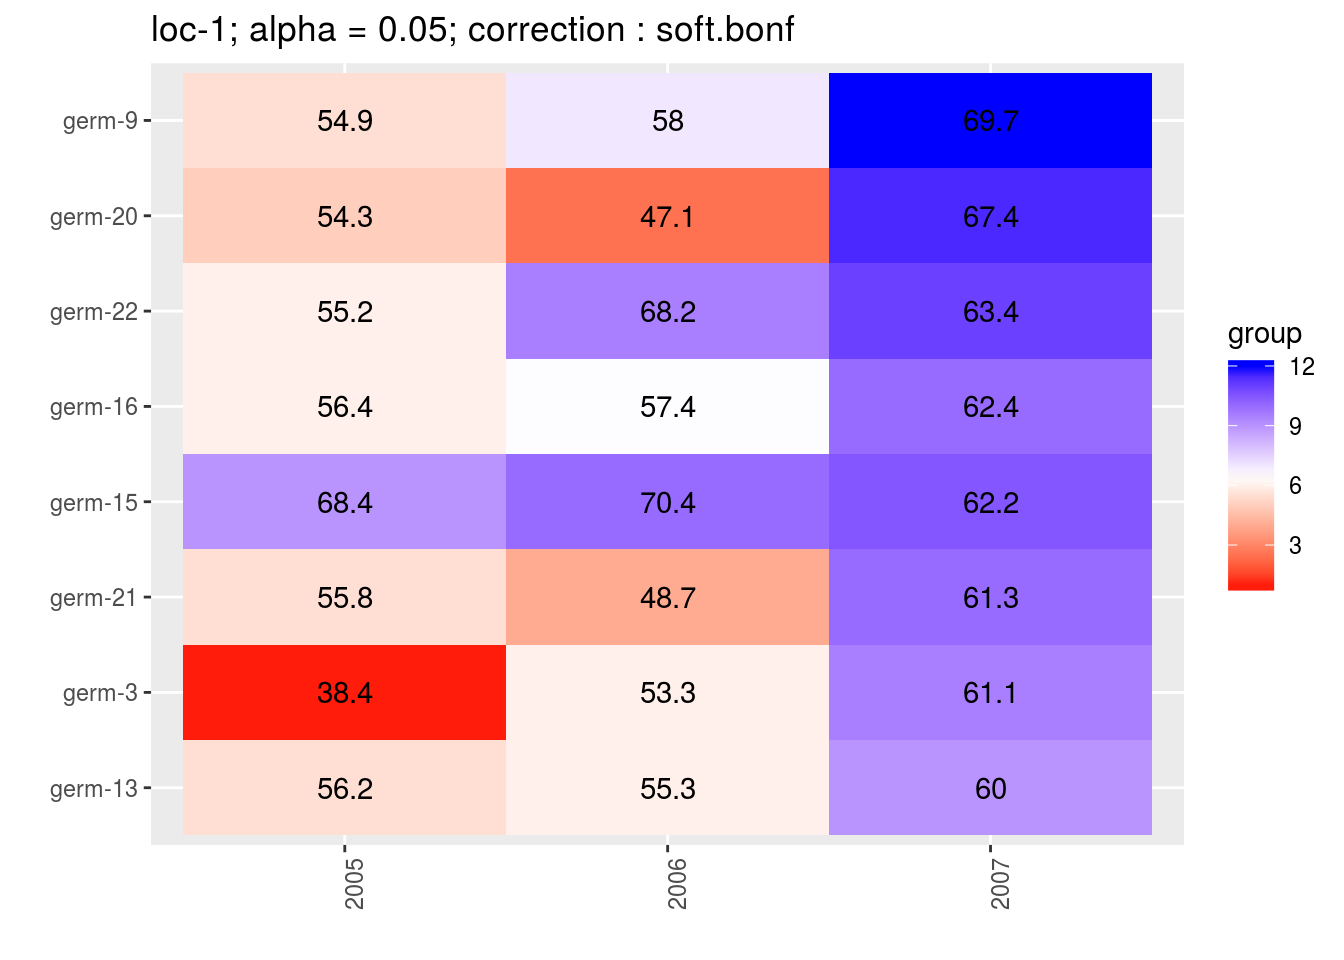 loc-1; alpha = 0.05; correction : soft.bonf
germ-9 54.9 58 69.7
germ-20 54.3 47.1 67.4
germ-22 55.2 68.2 63.4
germ-16 56.4 57.4 62.4
germ-15 68.4 70.4 62.2
germ-21 55.8 48.7 61.3
germ-3 38.4 53.3 61.1
germ-13 56.2 55.3 60
2005 2006 2007
group
12
9
6
3